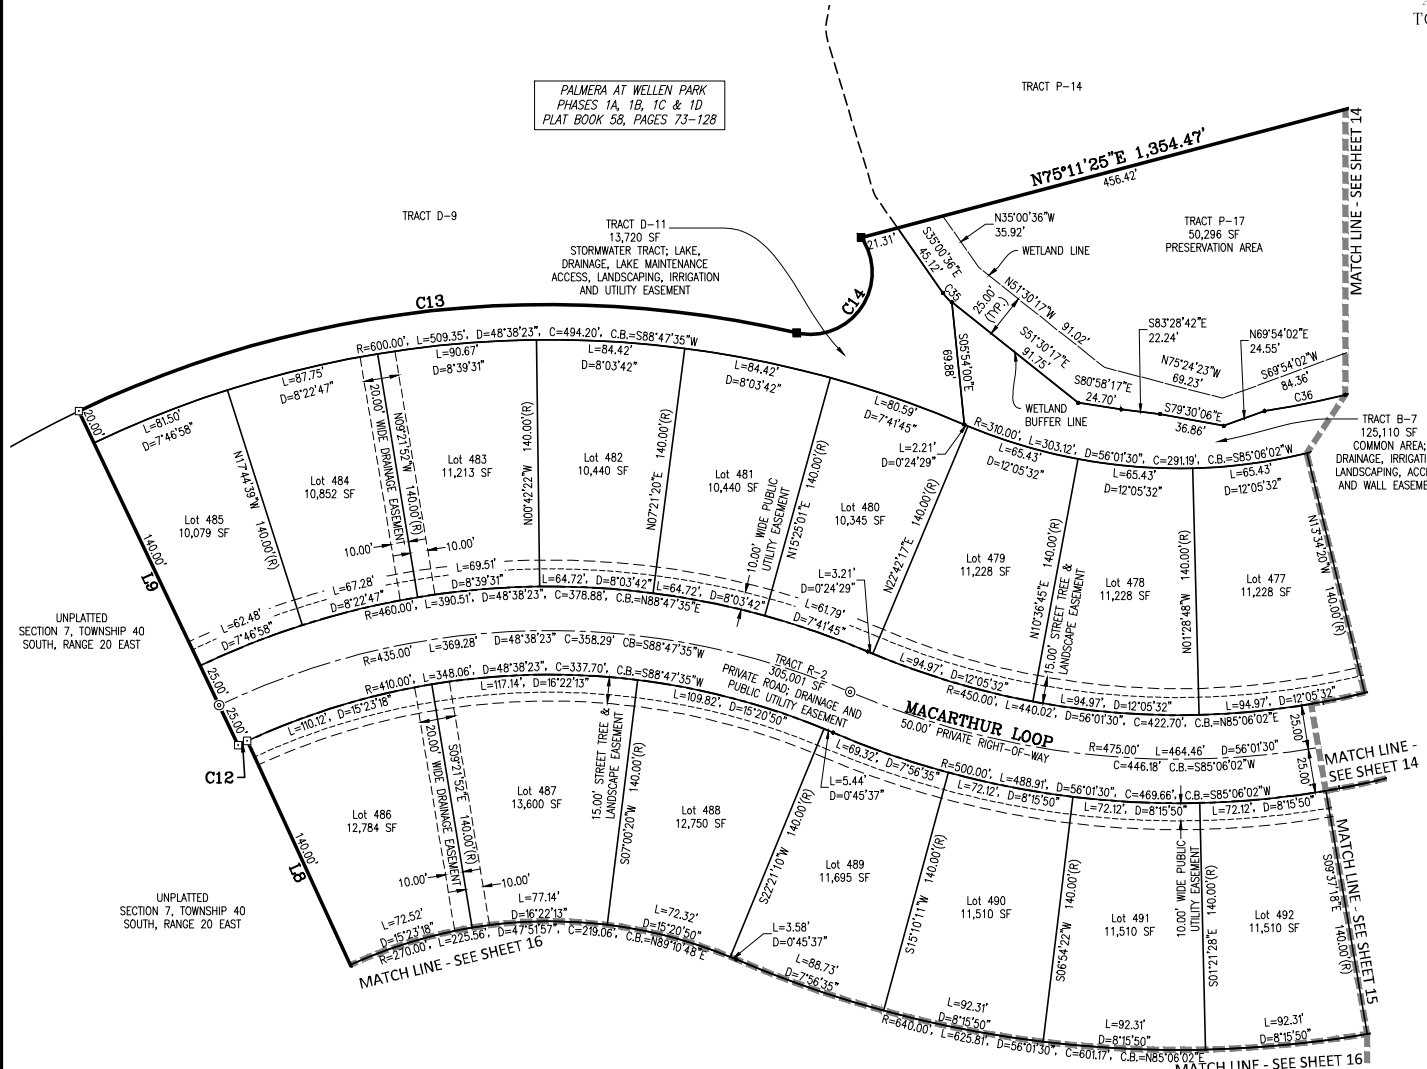 TO
PALMERA AT WELLEN PARK
PHASES 1A, 1B, 1C & 1D
PLAT BOOK 58, PAGES 73-128
TRACT P-14
N75°11'25"E 1,354.47'
456.42'
MATCH LINE - SEE SHEET 14
TRACT D-9
TRACT D-11
13,720 SF
STORMWATER TRACT; LAKE,
DRAINAGE, LAKE MAINTENANCE
ACCESS, LANDSCAPING, IRRIGATION
AND UTILITY EASEMENT
21.31'
S35°00'36"E
45.12'
N35°00'36"W
35.92'
WETLAND LINE
TRACT P-17
50,296 SF
PRESERVATION AREA
C13
C14
C35
25.00'
(TYP.)
N51°30'17"W
91.02'
S51°30'17"E
91.75'
S83°28'42"E
22.24'
N69°54'02"E
24.55'
N75°24'23"W
69.23'
S69°54'02"W
84.36'
S80°58'17"E
24.70'
S79°30'06"E
36.86'
C36
WETLAND
BUFFER LINE
S05°54'00"E
69.88'
TRACT B-7
125,110 SF
COMMON AREA;
DRAINAGE, IRRIGATI
LANDSCAPING, ACC
AND WALL EASEME
R=600.00', L=509.35', D=48°38'23", C=494.20', C.B.=S88°47'35"W
20.00'
L=81.50'
D=7°46'58"
L=87.75'
D=8°22'47"
L=90.67'
D=8°39'31"
L=84.42'
D=8°03'42"
L=84.42'
D=8°03'42"
L=80.59'
D=7°41'45"
L=2.21'
D=0°24'29"
R=310.00', L=303.12', D=56°01'30", C=291.19', C.B.=S85°06'02"W
L=65.43'
D=12°05'32"
L=65.43'
D=12°05'32"
L=65.43'
D=12°05'32"
N17°44'39"W 140.00'(R)
20.00' WIDE DRAINAGE EASEMENT
N09°21'52"W 140.00'(R)
N00°42'22"W 140.00'(R)
N07°21'20"E 140.00'(R)
10.00' WIDE PUBLIC
UTILITY EASEMENT
N15°25'01"E 140.00'(R)
N22°42'17"E 140.00'(R)
N10°36'45"E 140.00'(R)
15.00' STREET TREE &
LANDSCAPE EASEMENT
N01°28'48"W 140.00'(R)
N13°34'20"W 140.00'(R)
Lot 485
10,079 SF
Lot 484
10,852 SF
Lot 483
11,213 SF
Lot 482
10,440 SF
Lot 481
10,440 SF
Lot 480
10,345 SF
Lot 479
11,228 SF
Lot 478
11,228 SF
Lot 477
11,228 SF
10.00'
10.00'
140.00'
L9
UNPLATTED
SECTION 7, TOWNSHIP 40
SOUTH, RANGE 20 EAST
L=62.48'
D=7°46'58"
L=67.28'
D=8°22'47"
L=69.51'
D=8°39'31"
L=64.72', D=8°03'42"
L=64.72', D=8°03'42"
L=3.21'
D=0°24'29"
L=61.79'
D=7°41'45"
R=460.00', L=390.51', D=48°38'23", C=378.88', C.B.=N88°47'35"E
L=94.97', D=12°05'32"
L=94.97', D=12°05'32"
L=94.97', D=12°05'32"
R=450.00', L=440.02', D=56°01'30", C=422.70', C.B.=N85°06'02"E
R=435.00' L=369.28' D=48°38'23" C=358.29' CB=S88°47'35"W
TRACT R-2
305,001 SF
PRIVATE ROAD; DRAINAGE AND
PUBLIC UTILITY EASEMENT
MACARTHUR LOOP
50.00' PRIVATE RIGHT-OF-WAY
R=475.00' L=464.46' D=56°01'30"
C=446.18' C.B.=S85°06'02"W
25.00'
25.00'
25.00'
25.00'
MATCH LINE -
SEE SHEET 14
C12
R=410.00', L=348.06', D=48°38'23", C=337.70', C.B.=S88°47'35"W
L=110.12', D=15°23'18"
L=117.14', D=16°22'13"
L=109.82', D=15°20'50"
L=69.32', D=7°56'35"
L=5.44'
D=0°45'37"
R=500.00', L=488.91', D=56°01'30", C=469.66', C.B.=S85°06'02"W
L=72.12', D=8°15'50"
L=72.12', D=8°15'50"
L=72.12', D=8°15'50"
20.00' WIDE DRAINAGE EASEMENT
S09°21'52"E 140.00'(R)
15.00' STREET TREE &
LANDSCAPE EASEMENT
S07°00'20"W 140.00'(R)
S22°21'10"W 140.00'(R)
S15°10'11"W 140.00'(R)
S06°54'22"W 140.00'(R)
10.00' WIDE PUBLIC
UTILITY EASEMENT
S01°21'28"E 140.00'(R)
S09°37'18"E 140.00'(R)
MATCH LINE - SEE SHEET 15
Lot 486
12,784 SF
Lot 487
13,600 SF
Lot 488
12,750 SF
Lot 489
11,695 SF
Lot 490
11,510 SF
Lot 491
11,510 SF
Lot 492
11,510 SF
10.00'
10.00'
140.00'
L8
UNPLATTED
SECTION 7, TOWNSHIP 40
SOUTH, RANGE 20 EAST
L=72.52'
D=15°23'18"
L=77.14'
D=16°22'13"
L=72.32'
D=15°20'50"
R=270.00', L=225.56', D=47°51'57", C=219.06', C.B.=N89°10'48"E
MATCH LINE - SEE SHEET 16
L=3.58'
D=0°45'37"
L=88.73'
D=7°56'35"
L=92.31'
D=8°15'50"
L=92.31'
D=8°15'50"
L=92.31'
D=8°15'50"
R=640.00', L=625.81', D=56°01'30", C=601.17', C.B.=N85°06'02"E
MATCH LINE - SEE SHEET 16